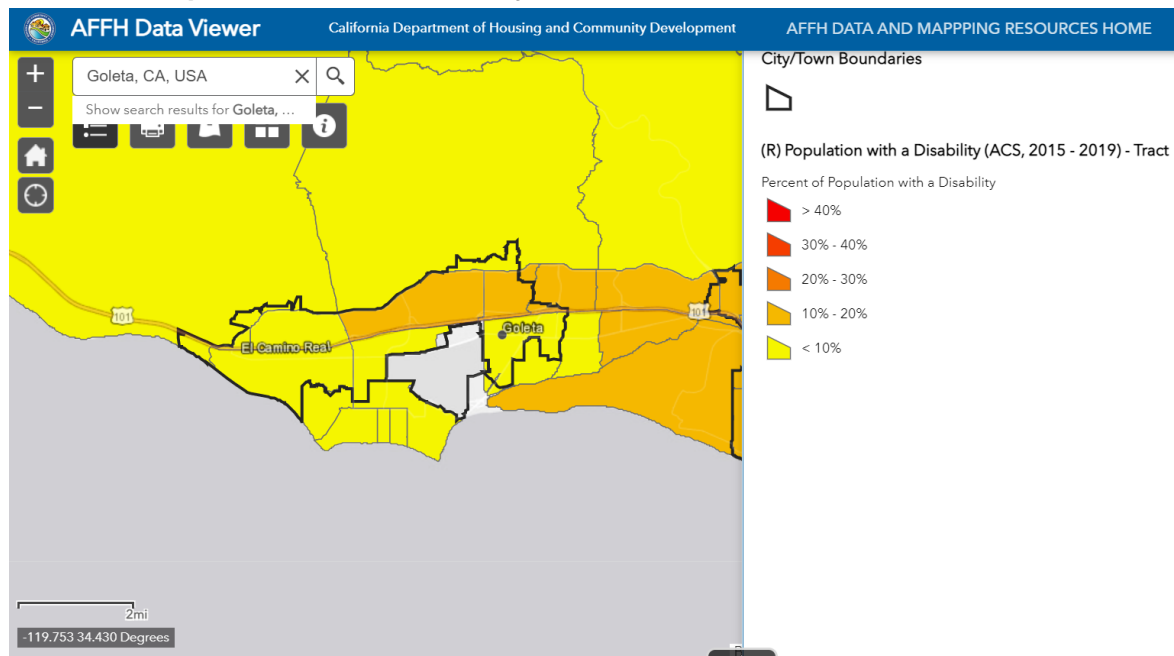 AFFH Data Viewer
California Department of Housing and Community Development
AFFH DATA AND MAPPPING RESOURCES HOME
Goleta, CA, USA
Show search results for Goleta, ...
101
El Camino Real
Goleta
101
2mi
-119.753 34.430 Degrees
City/Town Boundaries
(R) Population with a Disability (ACS, 2015 - 2019) - Tract
Percent of Population with a Disability
> 40%
30% - 40%
20% - 30%
10% - 20%
< 10%